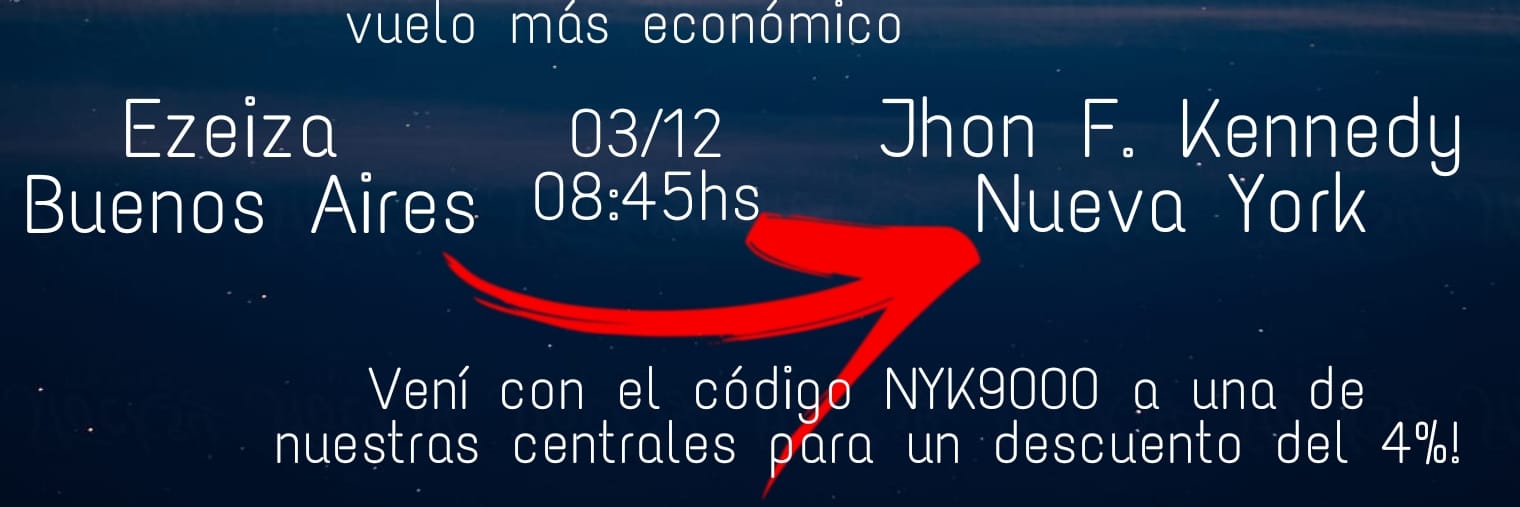 vuelo más económico
Ezeiza
Buenos Aires
03/12
08:45hs
Jhon F. Kennedy
Nueva York
Vení con el código NYK9000 a una de
nuestras centrales para un descuento del 4%!